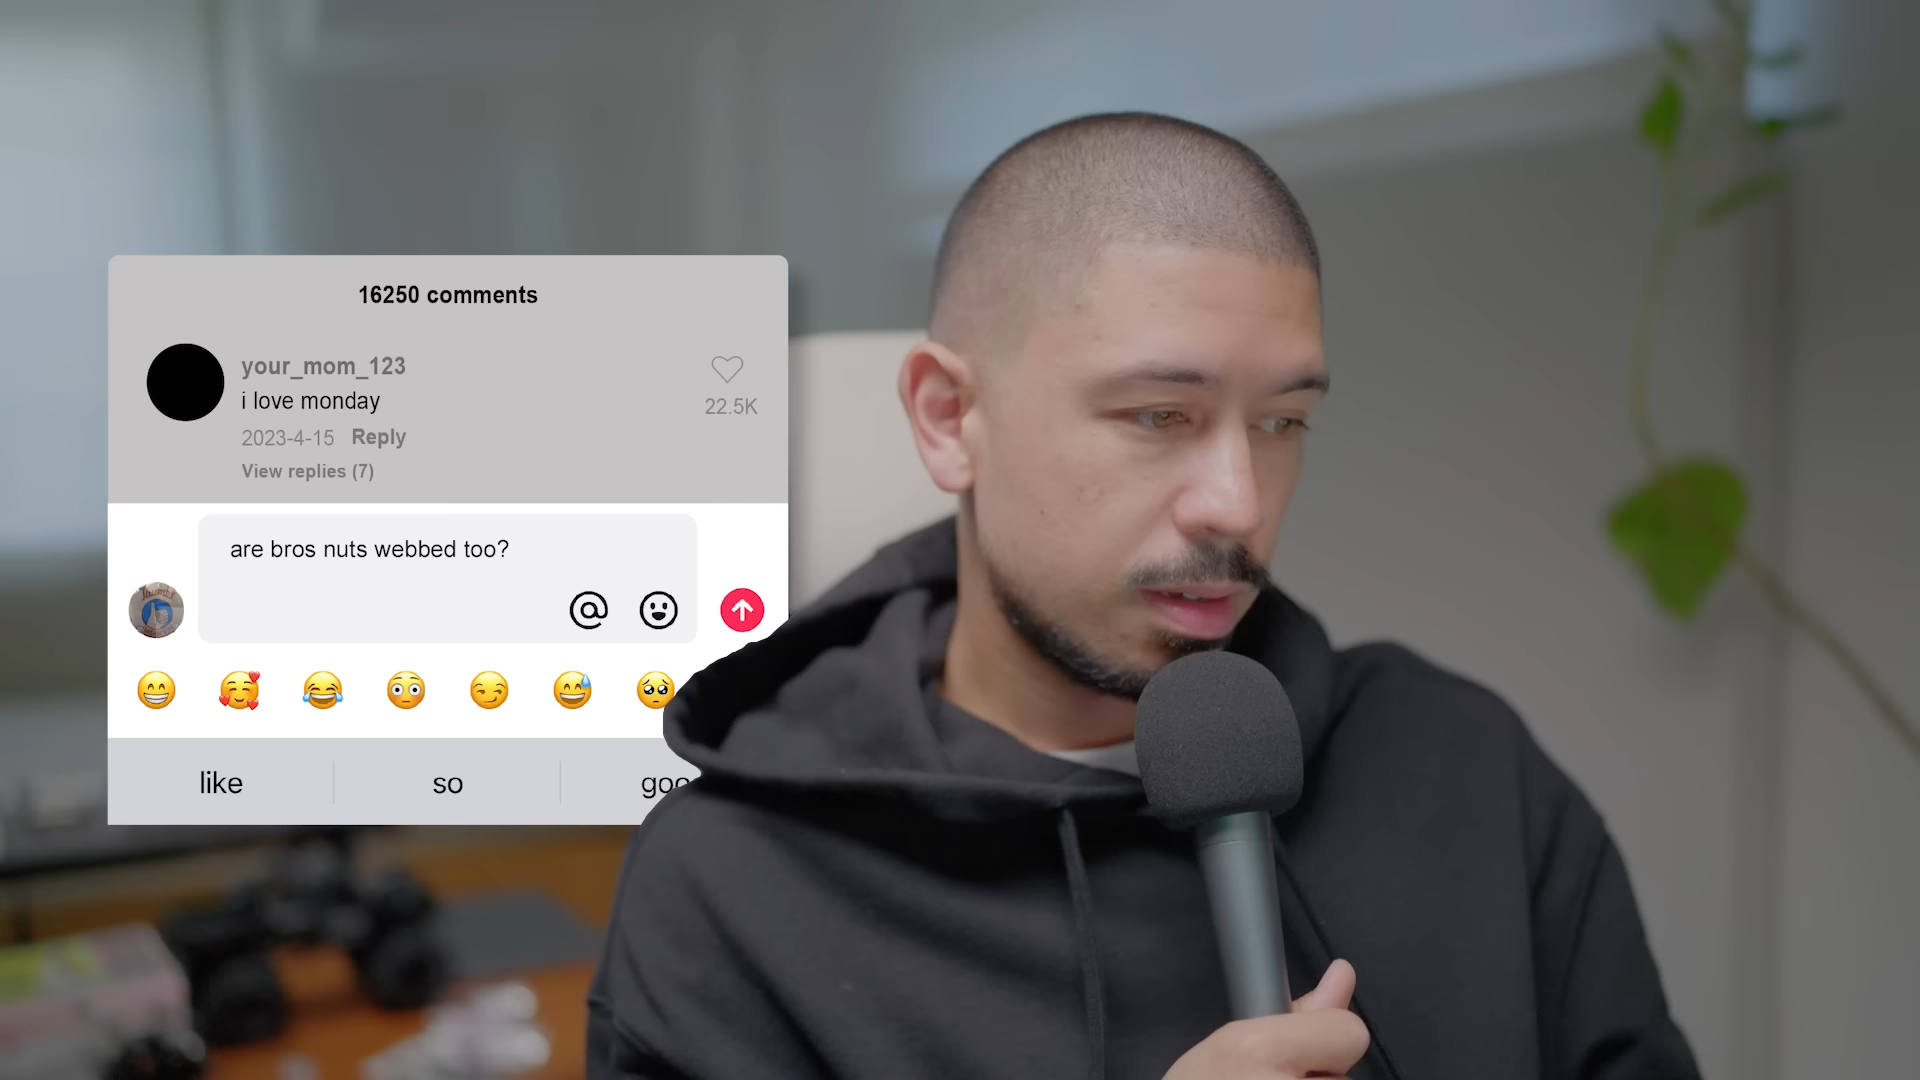 16250 comments
your_mom_123
i love monday
22.5K
2023-4-15 Reply
View replies (7)
are bros nuts webbed too?
like so